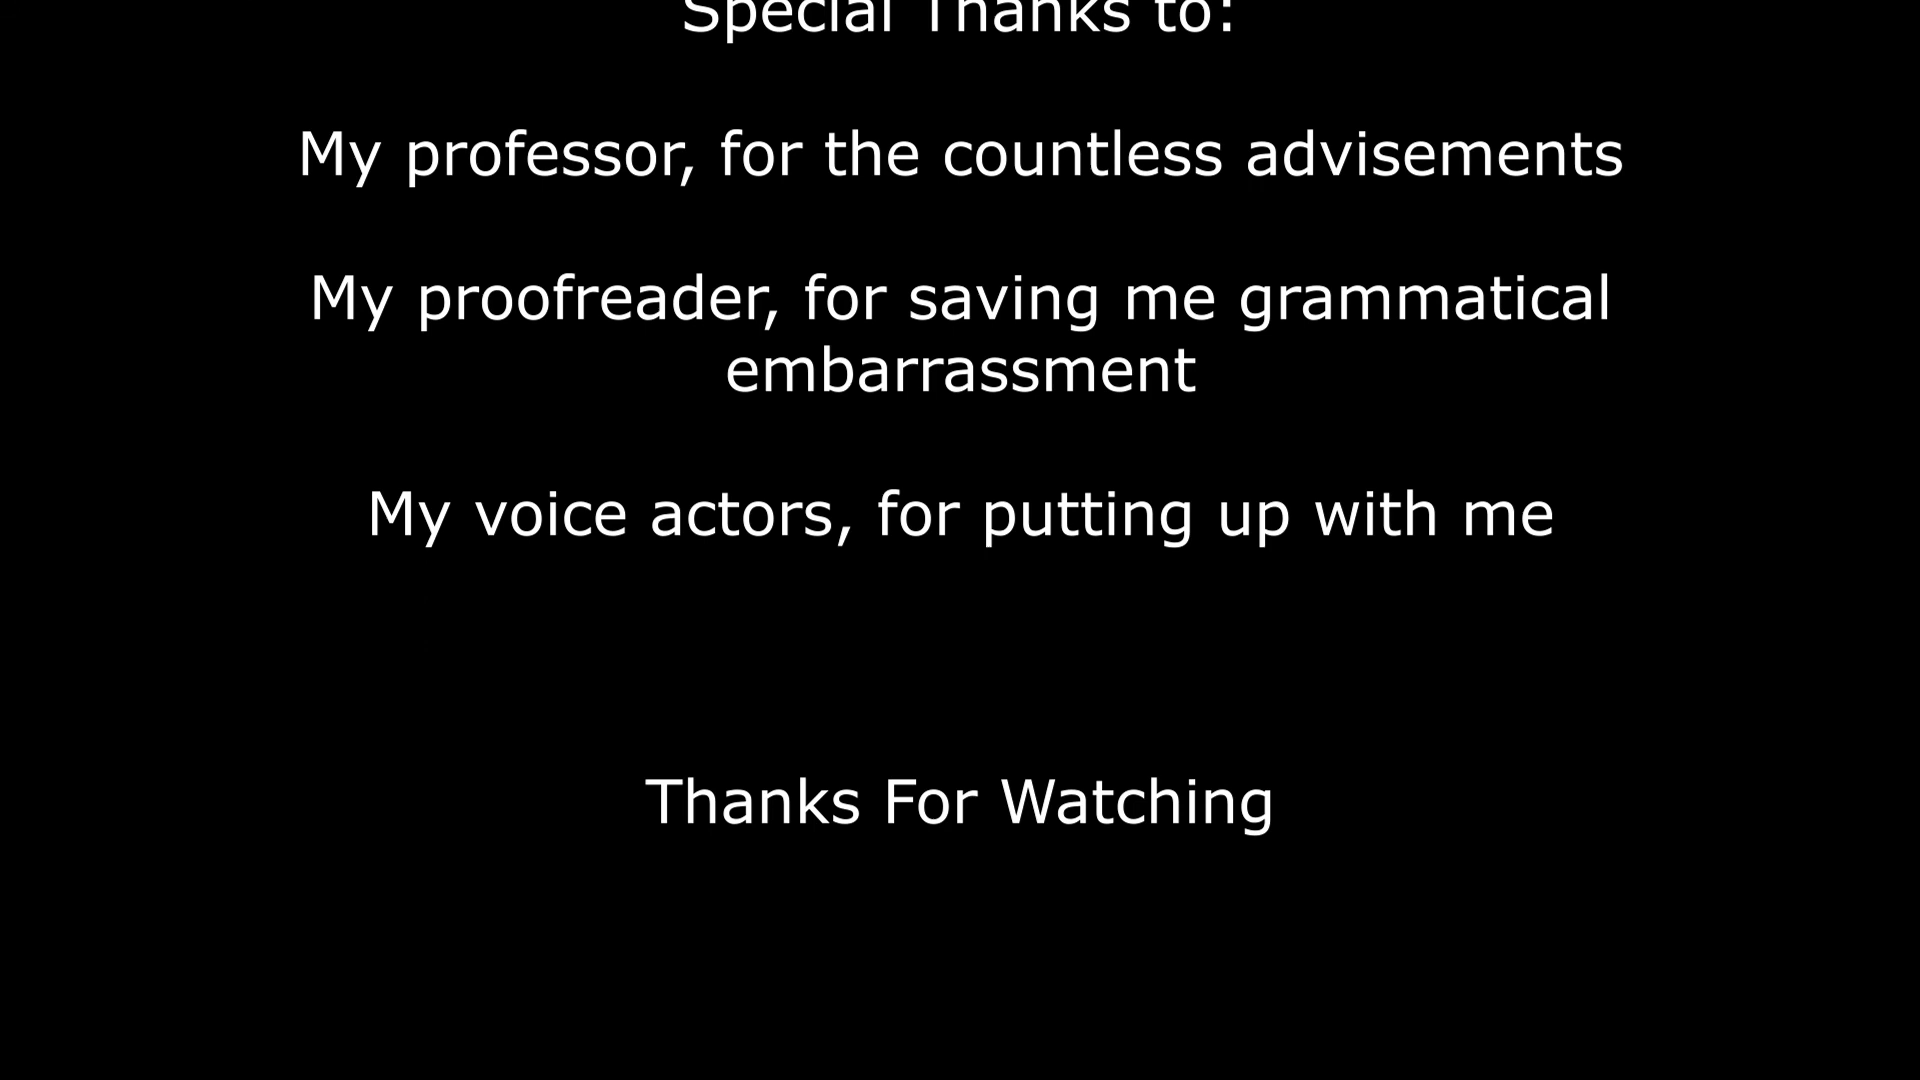 Special Thanks to:
My professor, for the countless advisements
My proofreader, for saving me grammatical
embarrassment
My voice actors, for putting up with me
Thanks For Watching